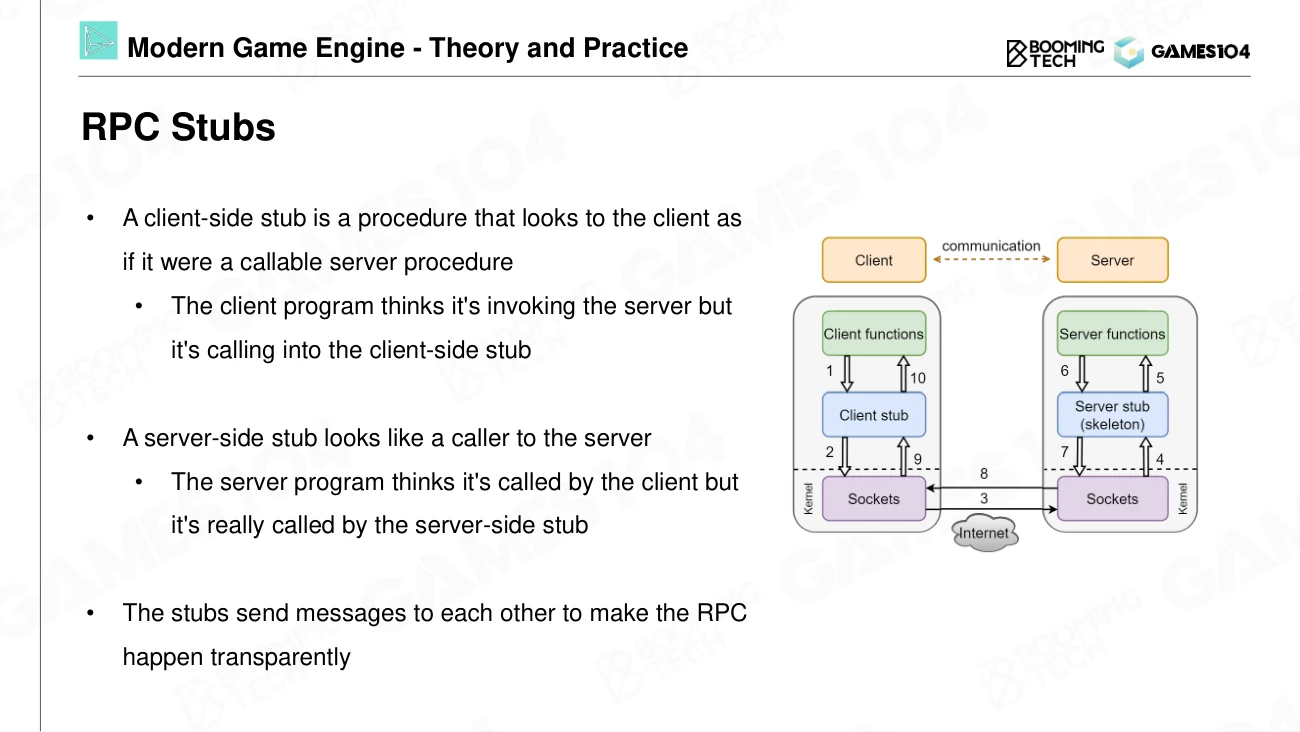 Modern Game Engine - Theory and Practice
BOOMING
TECH
GAMES104
RPC Stubs
• A client-side stub is a procedure that looks to the client as
if it were a callable server procedure
• The client program thinks it's invoking the server but
it's calling into the client-side stub
• A server-side stub looks like a caller to the server
• The server program thinks it's called by the client but
it's really called by the server-side stub
• The stubs send messages to each other to make the RPC
happen transparently
Client
communication
Server
Client functions
Server functions
1
10
6
5
Client stub
Server stub
(skeleton)
2
9
7
4
Kernel
Sockets
8
3
Sockets
Kernel
Internet